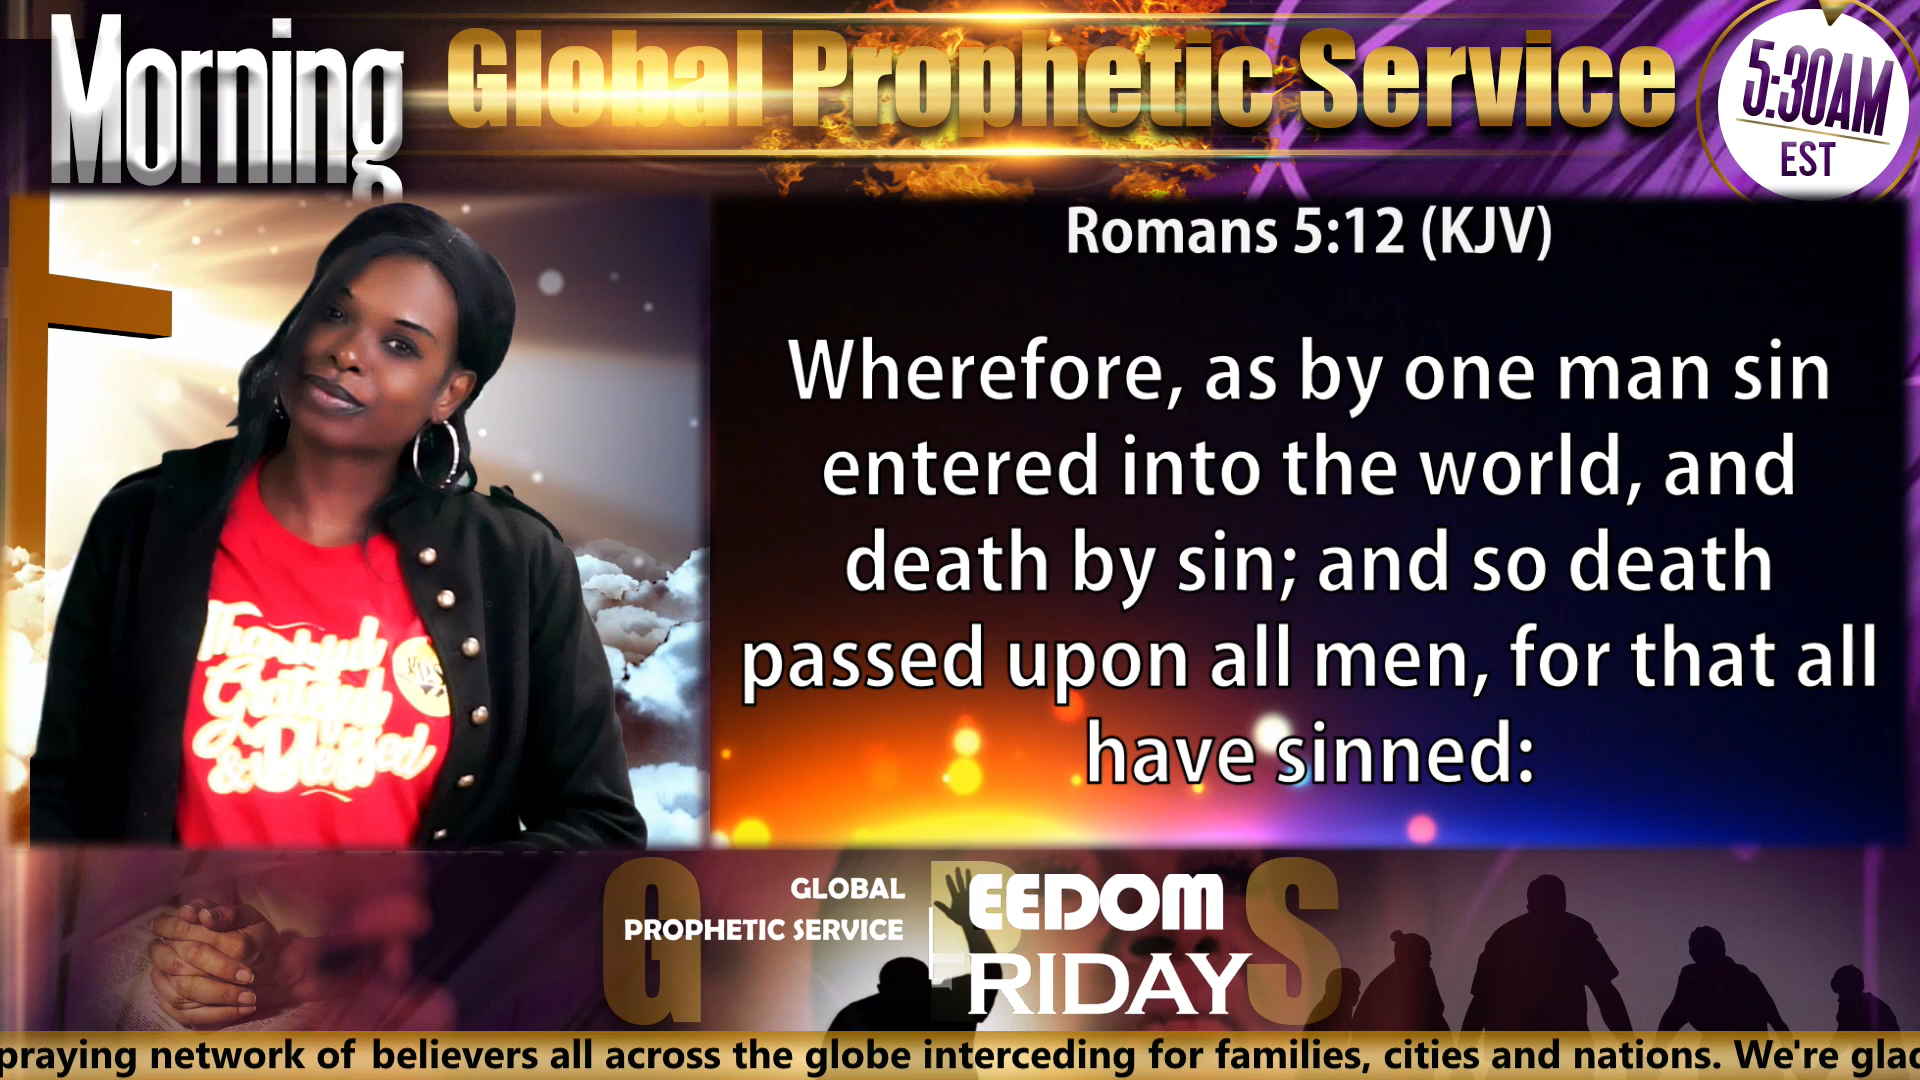 Morning
Global Prophetic Service
5:30AM
EST
Romans 5:12 (KJV)
Wherefore, as by one man sin
entered into the world, and
death by sin; and so death
passed upon all men, for that all
have sinned:
Thankful
Grateful
& Blessed
G P S
GLOBAL
PROPHETIC SERVICE
EEDOM
RIDAY
praying network of believers all across the globe interceding for families, cities and nations. We're glad